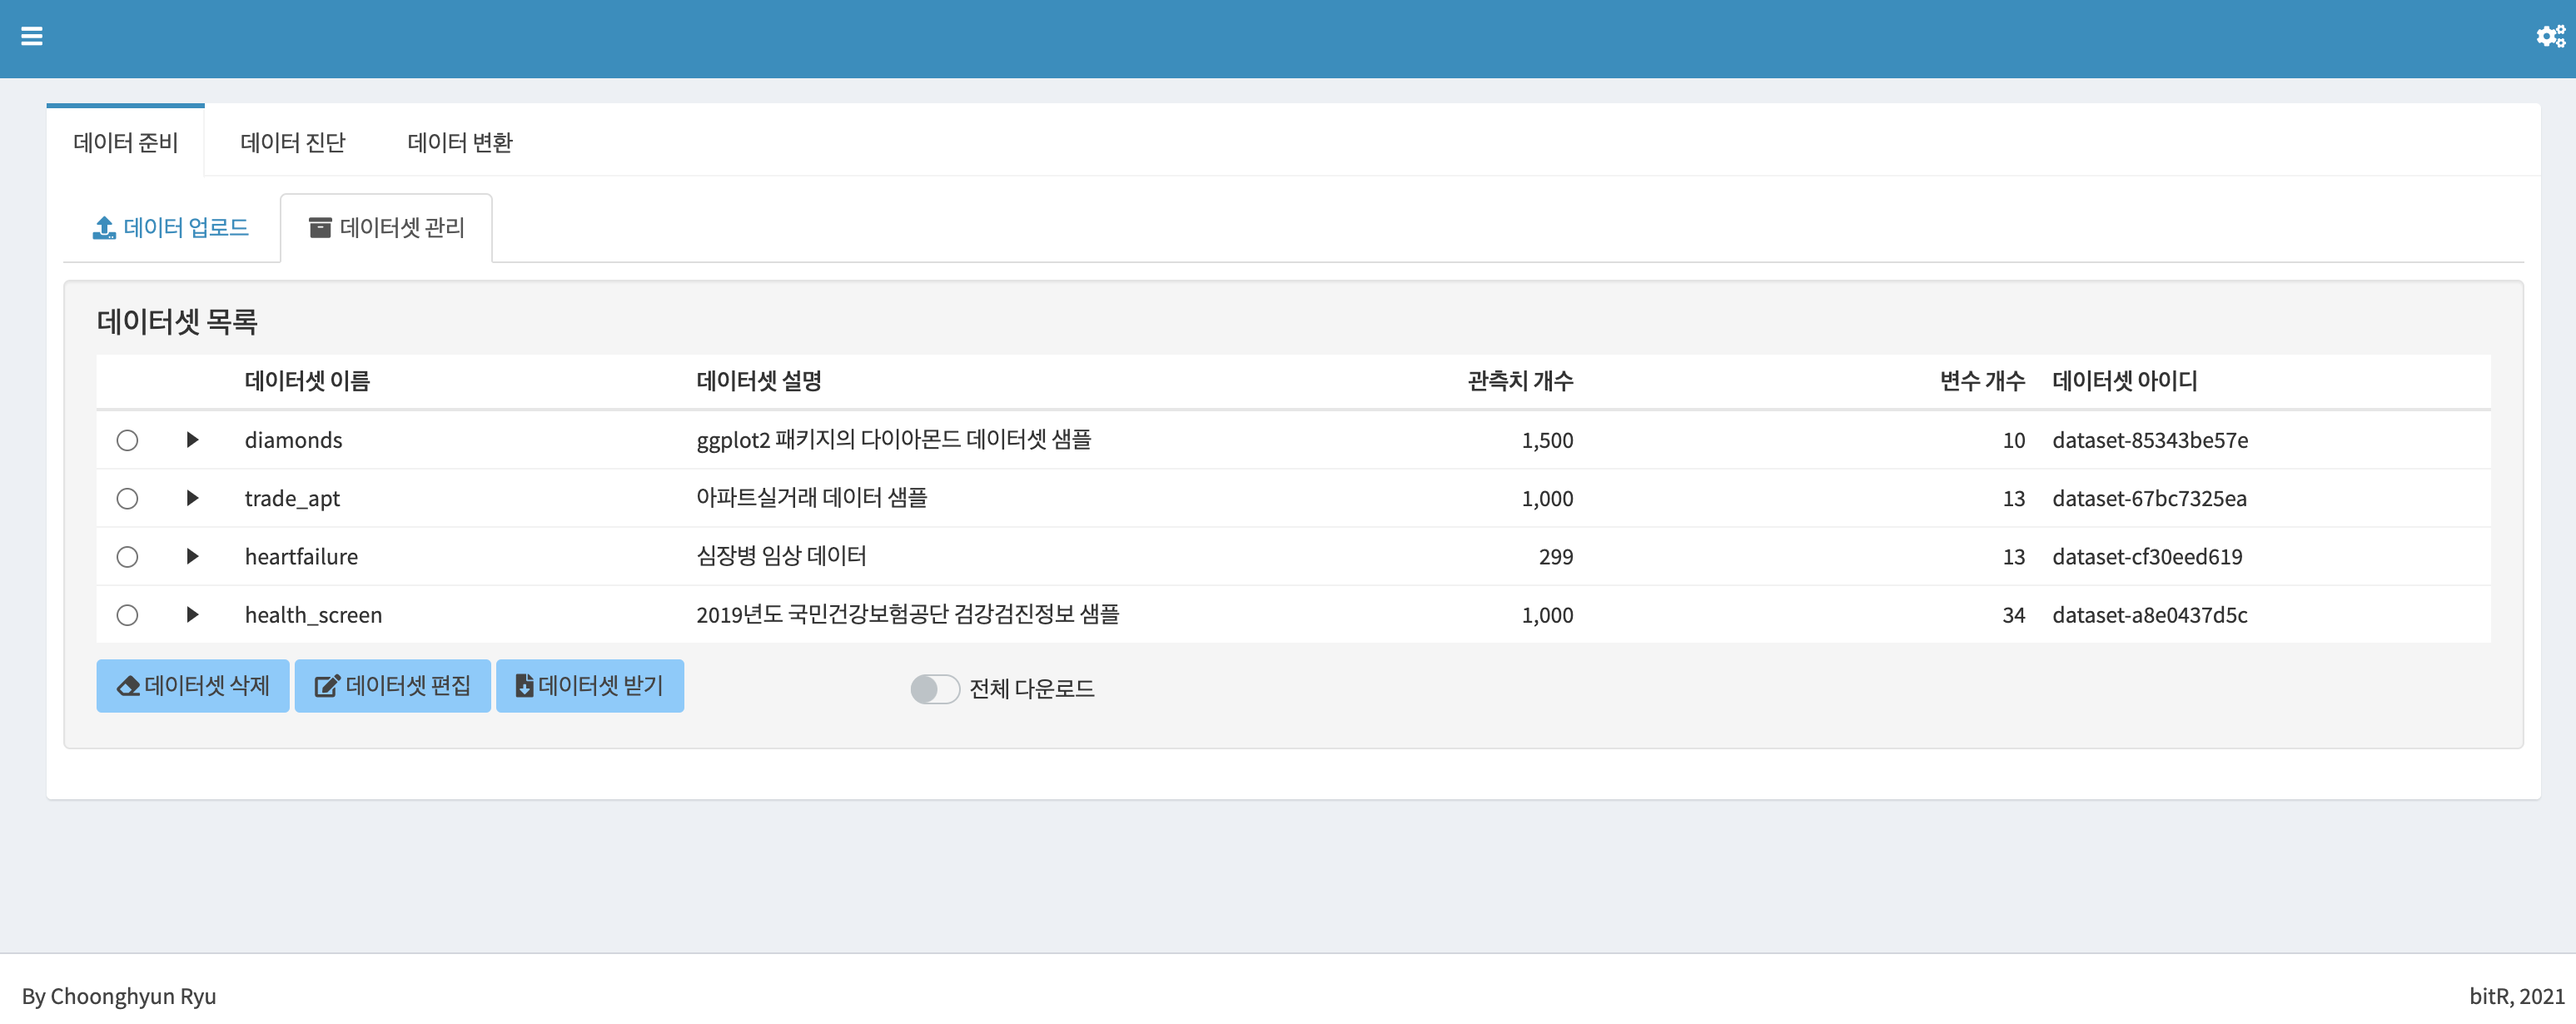 데이터 준비 데이터 진단 데이터 변환
데이터 업로드 데이터셋 관리
데이터셋 목록
데이터셋 이름 데이터셋 설명 관측치 개수 변수 개수 데이터셋 아이디
diamonds ggplot2 패키지의 다이아몬드 데이터셋 샘플 1,500 10 dataset-85343be57e
trade_apt 아파트실거래 데이터 샘플 1,000 13 dataset-67bc7325ea
heartfailure 심장병 임상 데이터 299 13 dataset-cf30eed619
health_screen 2019년도 국민건강보험공단 검강검진정보 샘플 1,000 34 dataset-a8e0437d5c
데이터셋 삭제 데이터셋 편집 데이터셋 받기 전체 다운로드
By Choonghyun Ryu bitR, 2021